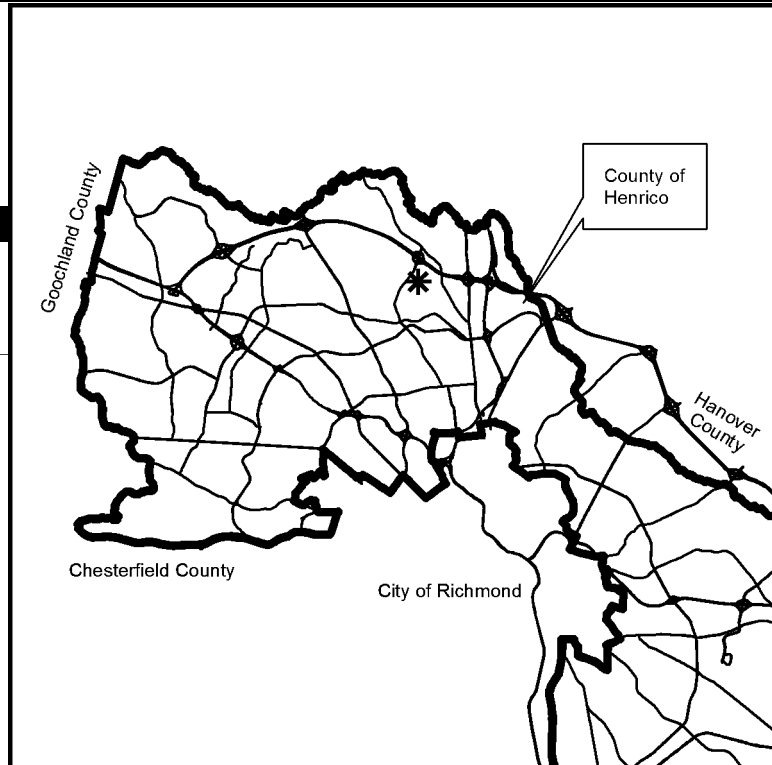 County of
Henrico
Goochland County
Hanover
County
Chesterfield County
City of Richmond